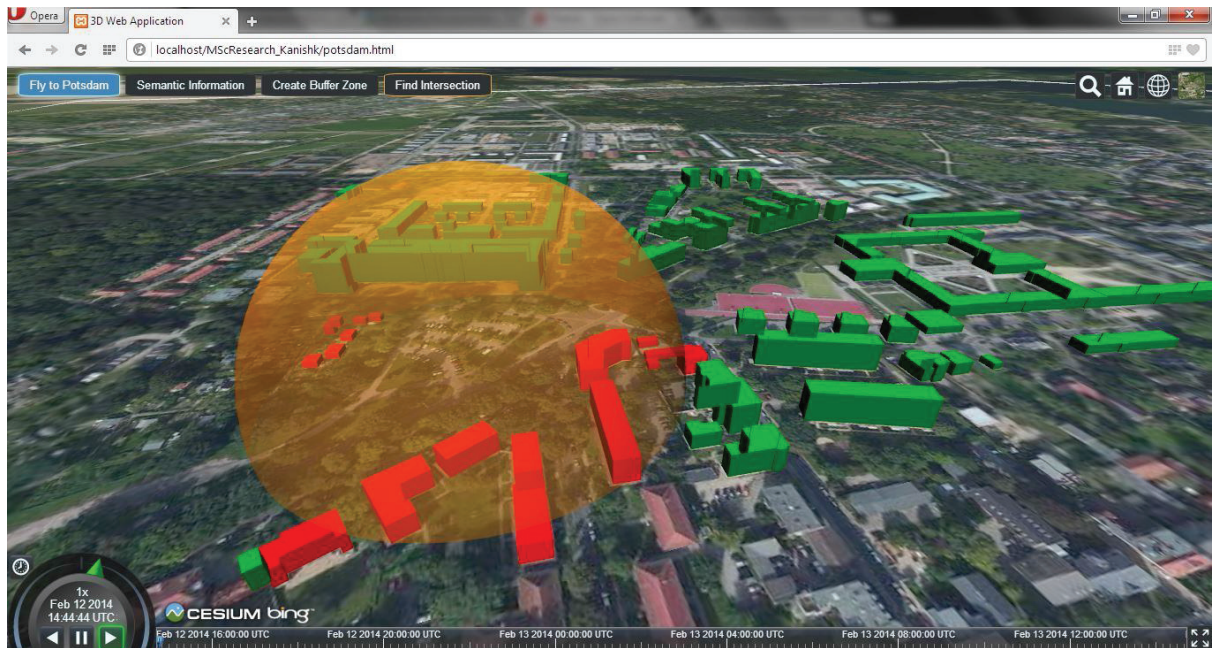 Opera
3D Web Application
localhost/MScResearch_Kanishk/potsdam.html
Fly to Potsdam
Semantic Information
Create Buffer Zone
Find Intersection
1x
Feb 12 2014
14:44:44 UTC
CESIUM bing
Feb 12 2014 16:00:00 UTC
Feb 12 2014 20:00:00 UTC
Feb 13 2014 00:00:00 UTC
Feb 13 2014 04:00:00 UTC
Feb 13 2014 08:00:00 UTC
Feb 13 2014 12:00:00 UTC